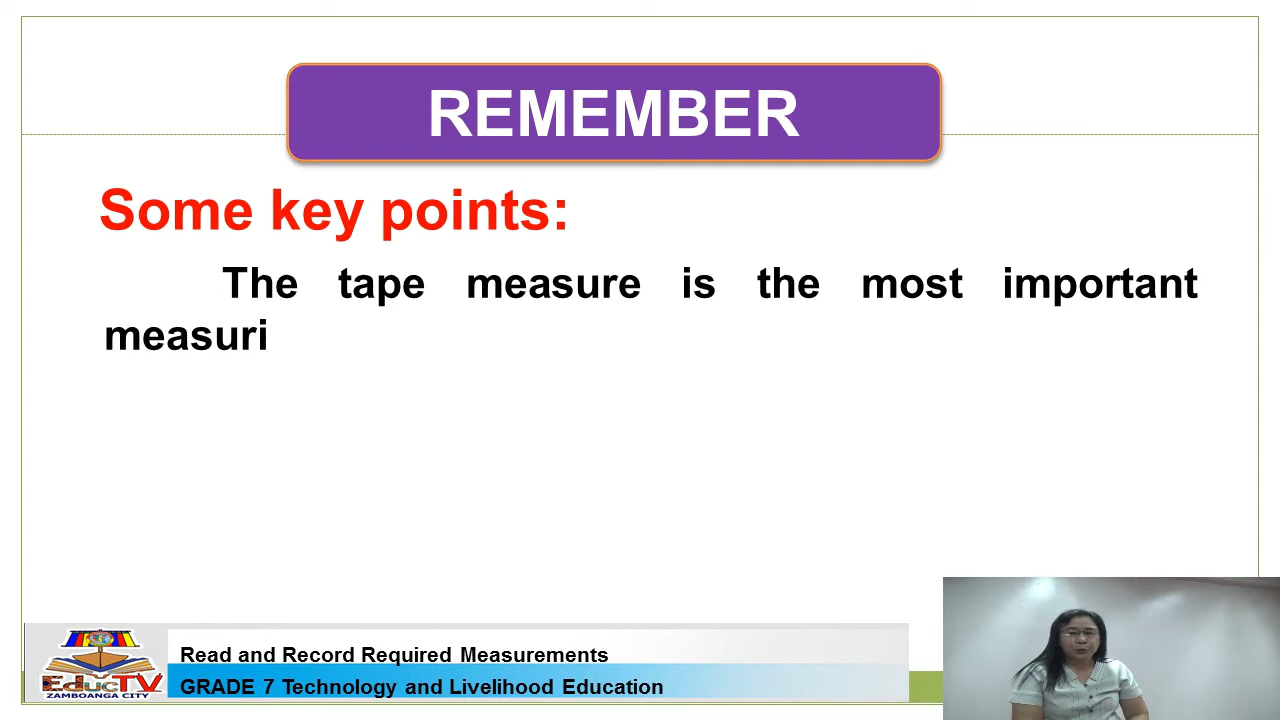 REMEMBER
Some key points:
The tape measure is the most important
measuri
Read and Record Required Measurements
GRADE 7 Technology and Livelihood Education
EducTV
ZAMBOANGA CITY